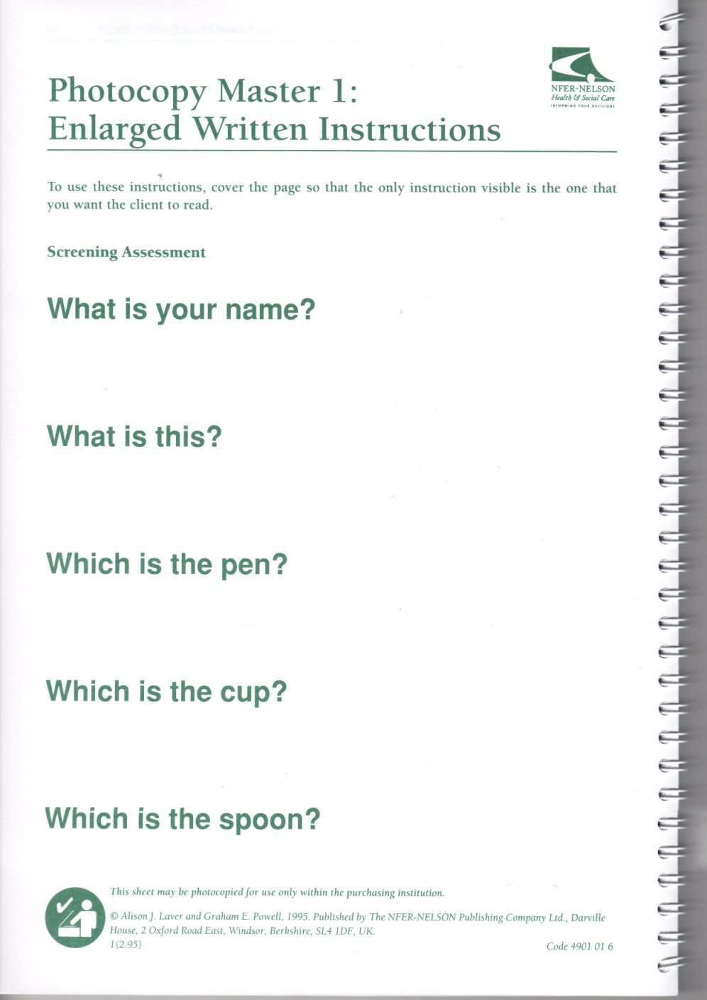 NFER-NELSON
Health & Social Care
INFORMING YOUR DECISIONS
Photocopy Master 1:
Enlarged Written Instructions
To use these instructions, cover the page so that the only instruction visible is the one that
you want the client to read.
Screening Assessment
What is your name?
What is this?
Which is the pen?
Which is the cup?
Which is the spoon?
This sheet may be photocopied for use only within the purchasing institution.
© Alison J. Laver and Graham E. Powell, 1995. Published by The NFER-NELSON Publishing Company Ltd., Darville
House, 2 Oxford Road East, Windsor, Berkshire, SL4 1DF, UK.
1(2.95)
Code 4901 01 6